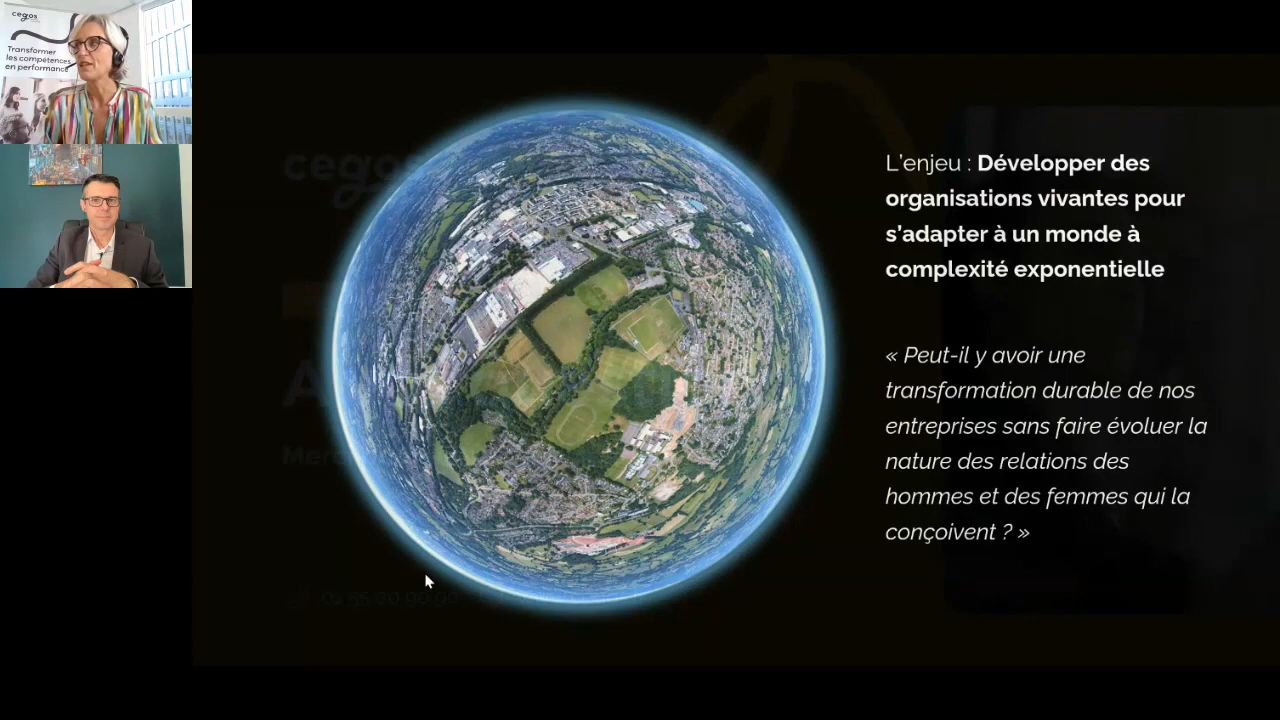 cegos
Transformer
les compétences
en performance
cegos
L'enjeu : Développer des
organisations vivantes pour
s'adapter à un monde à
complexité exponentielle
« Peut-il y avoir une
transformation durable de nos
entreprises sans faire évoluer la
nature des relations des
hommes et des femmes qui la
conçoivent ? »